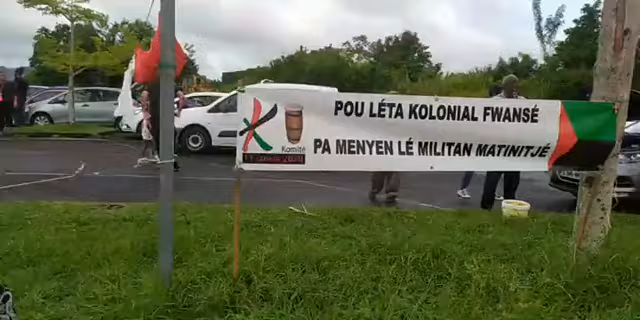 POU LÉTA KOLONIAL FWANSÉ
PA MENYEN LÉ MILITAN MATINITJÉ
Komité